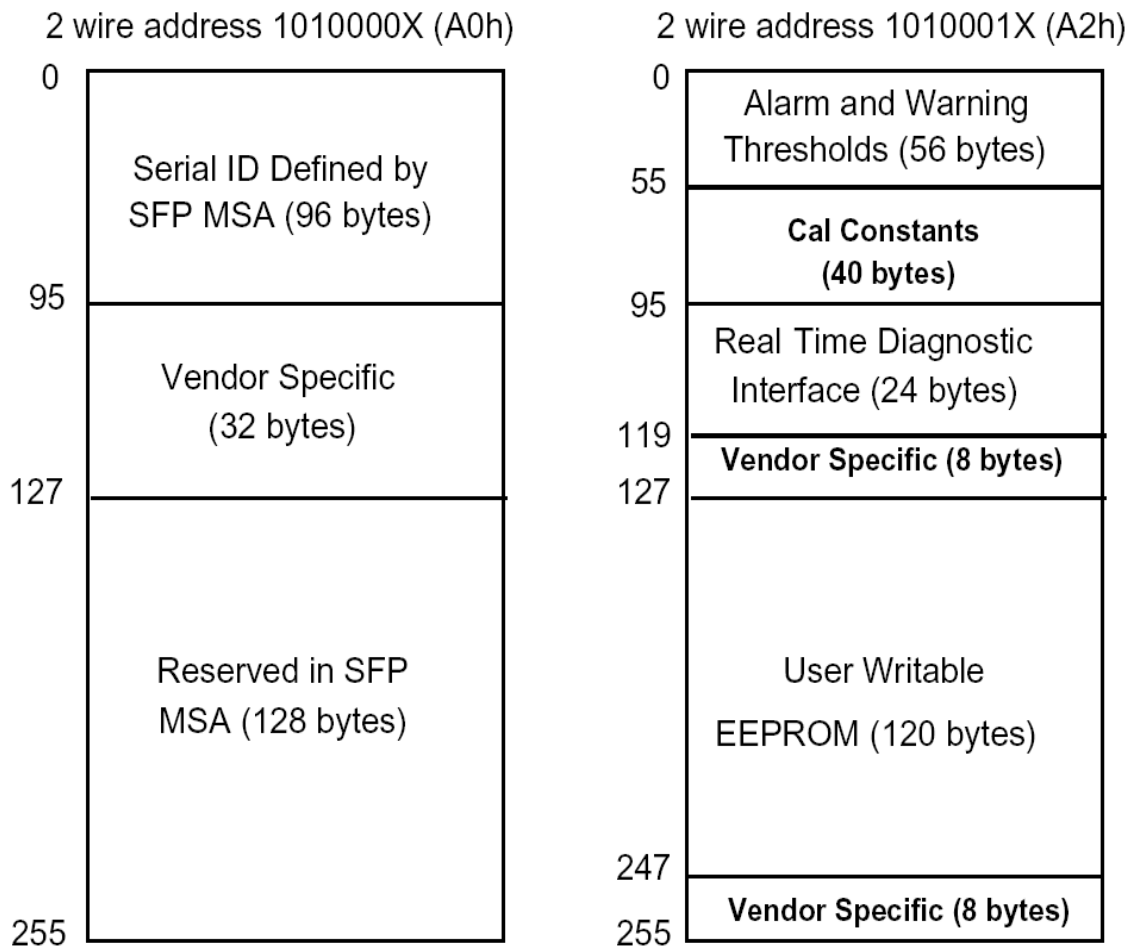 2 wire address 1010000X (A0h)
0
Serial ID Defined by
SFP MSA (96 bytes)
95
Vendor Specific
(32 bytes)
127
Reserved in SFP
MSA (128 bytes)
255
2 wire address 1010001X (A2h)
0
Alarm and Warning
Thresholds (56 bytes)
55
Cal Constants
(40 bytes)
95
Real Time Diagnostic
Interface (24 bytes)
119
Vendor Specific (8 bytes)
127
User Writable
EEPROM (120 bytes)
247
Vendor Specific (8 bytes)
255